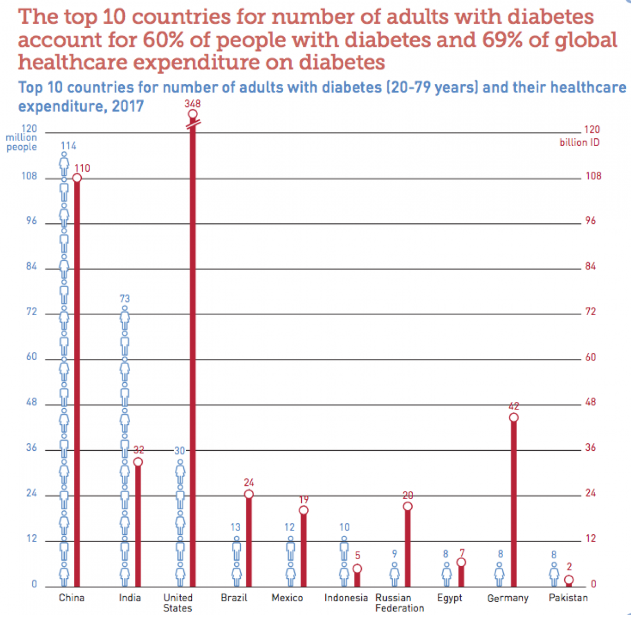 The top 10 countries for number of adults with diabetes
account for 60% of people with diabetes and 69% of global
healthcare expenditure on diabetes
Top 10 countries for number of adults with diabetes (20-79 years) and their healthcare
expenditure, 2017
348
120
million
people
120
billion ID
114
110
108
108
96
96
84
84
73
72
72
60
60
48
48
42
36
32
30
36
24
24
24
19
20
13
12
10
12
12
9
8
7
8
8
5
2
0
0
China
India
United
States
Brazil
Mexico
Indonesia
Russian
Federation
Egypt
Germany
Pakistan